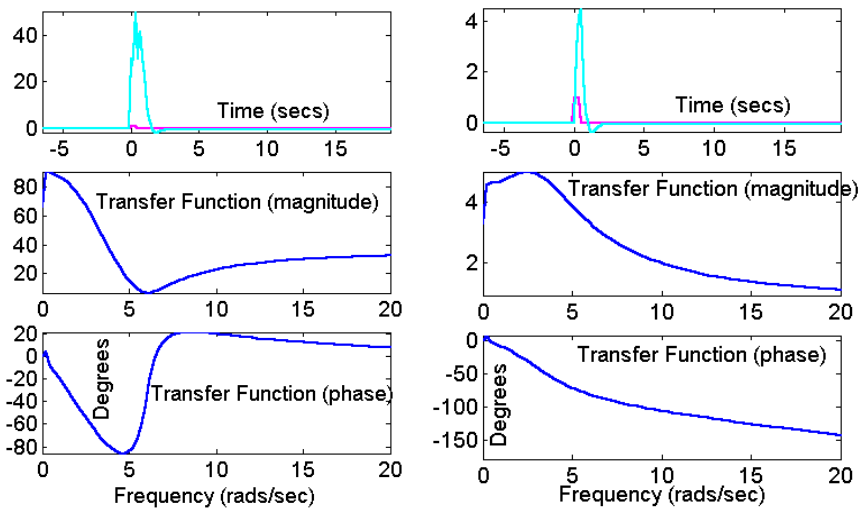 40
20
0
Time (secs)
-5 0 5 10 15
4
2
0
Time (secs)
-5 0 5 10 15
80
60
40
20
Transfer Function (magnitude)
0 5 10 15 20
4
2
Transfer Function (magnitude)
0 5 10 15 20
20
0
-20
-40
-60
-80
Degrees
Transfer Function (phase)
0 5 10 15 20
Frequency (rads/sec)
0
-50
-100
-150
Degrees
Transfer Function (phase)
0 5 10 15 20
Frequency (rads/sec)